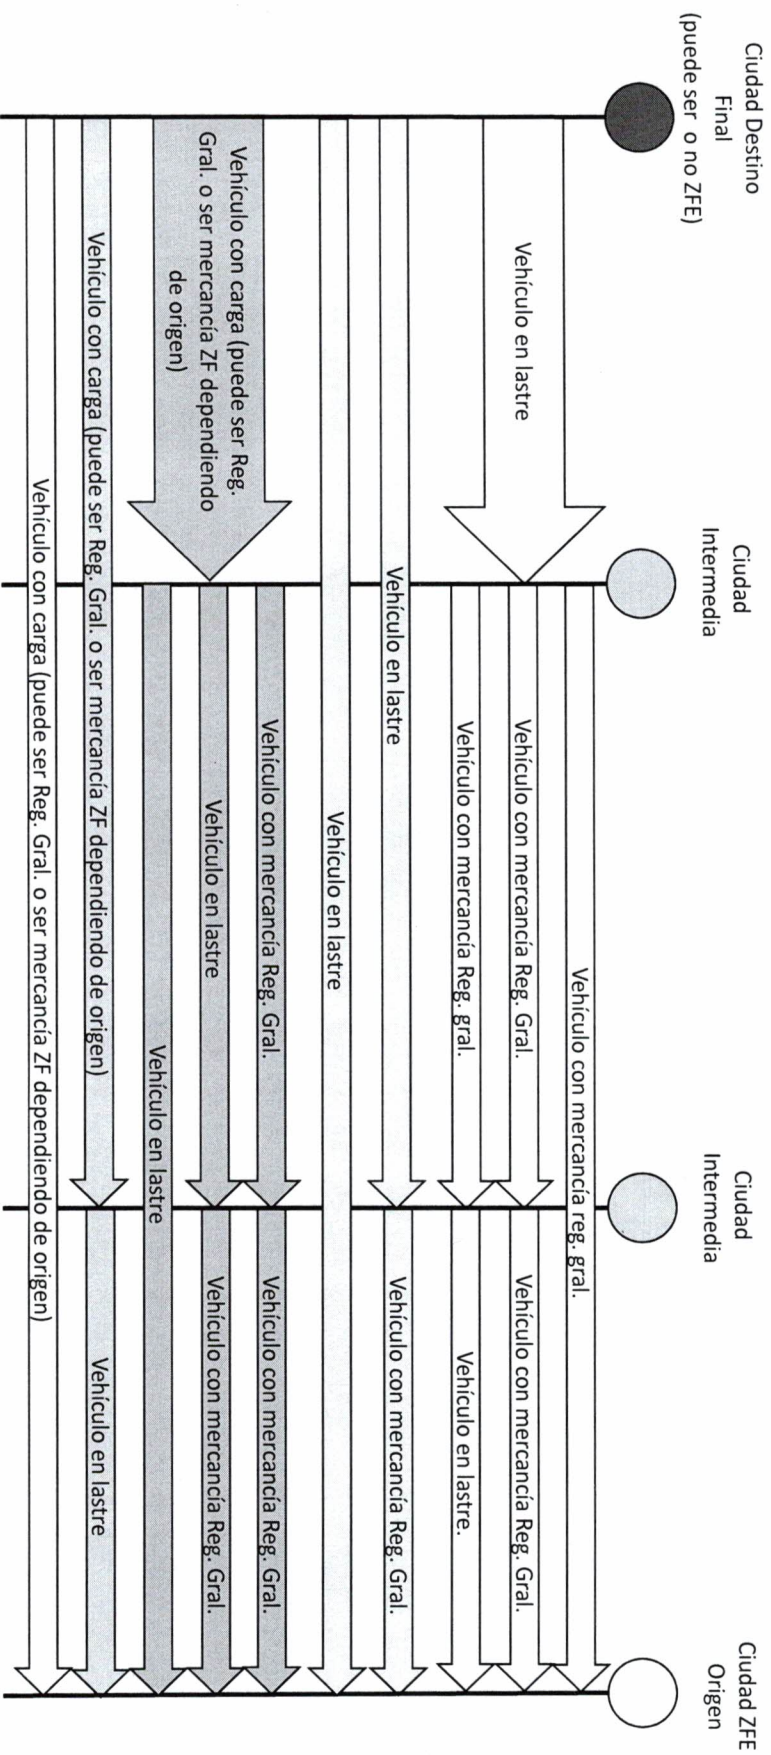 Ciudad Destino
Final
(puede ser o no ZFE)
Ciudad
Intermedia
Ciudad
Intermedia
Ciudad ZFE
Origen
Vehículo con mercancía reg. gral.
Vehículo en lastre
Vehículo con mercancía Reg. Gral.
Vehículo con mercancía Reg. Gral.
Vehículo con mercancía Reg. gral.
Vehículo en lastre.
Vehículo en lastre
Vehículo con mercancía Reg. Gral.
Vehículo en lastre
Vehículo con carga (puede ser Reg.
Gral. o ser mercancía ZF dependiendo
de origen)
Vehículo con mercancía Reg. Gral.
Vehículo con mercancía Reg. Gral.
Vehículo en lastre
Vehículo con mercancía Reg. Gral.
Vehículo en lastre
Vehículo con carga (puede ser Reg. Gral. o ser mercancía ZF dependiendo de origen)
Vehículo en lastre
Vehículo con carga (puede ser Reg. Gral. o ser mercancía ZF dependiendo de origen)